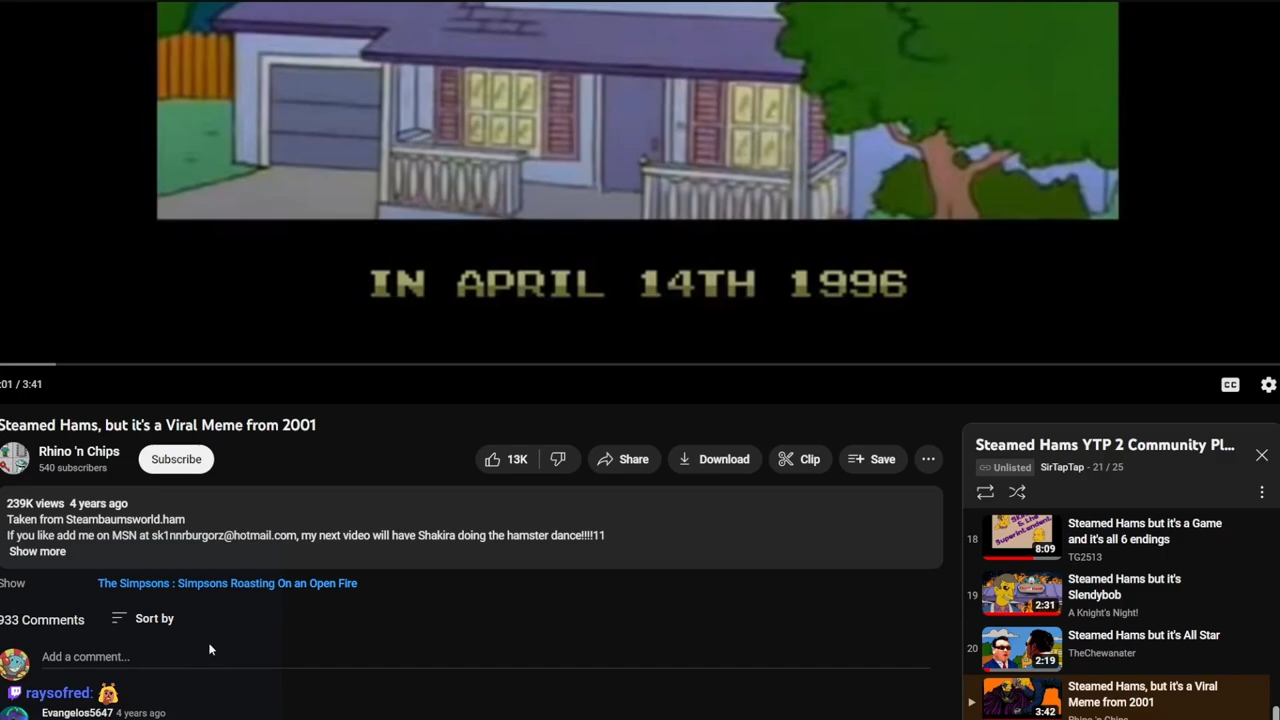 IN APRIL 14TH 1996
:01 / 3:41
CC
Steamed Hams, but it's a Viral Meme from 2001
Rhino 'n Chips
540 subscribers
Subscribe
13K
Share
Download
Clip
Save
239K views 4 years ago
Taken from Steambaumsworld.ham
If you like add me on MSN at sk1nnrburgorz@hotmail.com, my next video will have Shakira doing the hamster dance!!!!11
Show more
Show
The Simpsons : Simpsons Roasting On an Open Fire
933 Comments
Sort by
Add a comment...
raysofred:
Evangelos5647 4 years ago
Steamed Hams YTP 2 Community Pl...
Unlisted SirTapTap - 21 / 25
18
Superintendent
8:09
Steamed Hams but it's a Game
and it's all 6 endings
TG2513
19
2:31
Steamed Hams but it's
Slendybob
A Knight's Night!
20
2:19
Steamed Hams but it's All Star
TheChewanater
3:42
Steamed Hams, but it's a Viral
Meme from 2001
Rhino 'n Chips